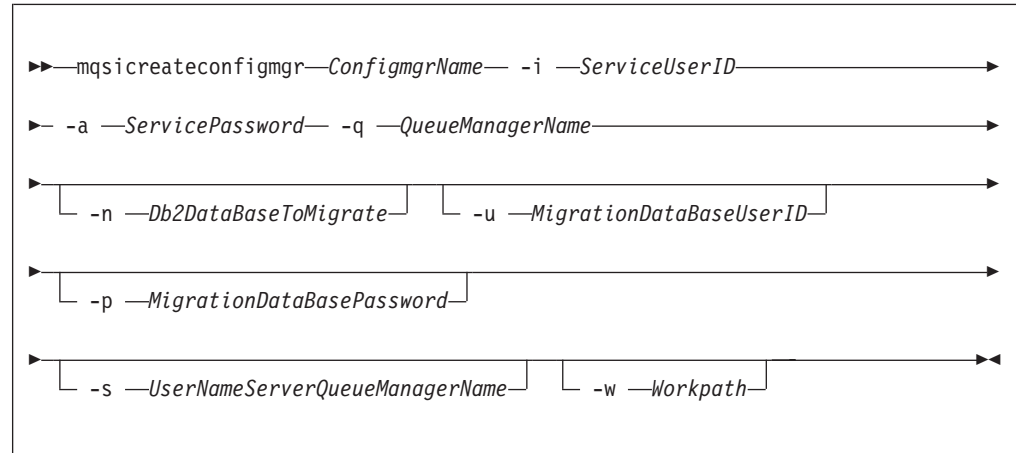 mqsicreateconfigmgr ConfigmgrName -i ServiceUserID
-a ServicePassword -q QueueManagerName
-n Db2DataBaseToMigrate -u MigrationDataBaseUserID
-p MigrationDataBasePassword
-s UserNameServerQueueManagerName -w Workpath